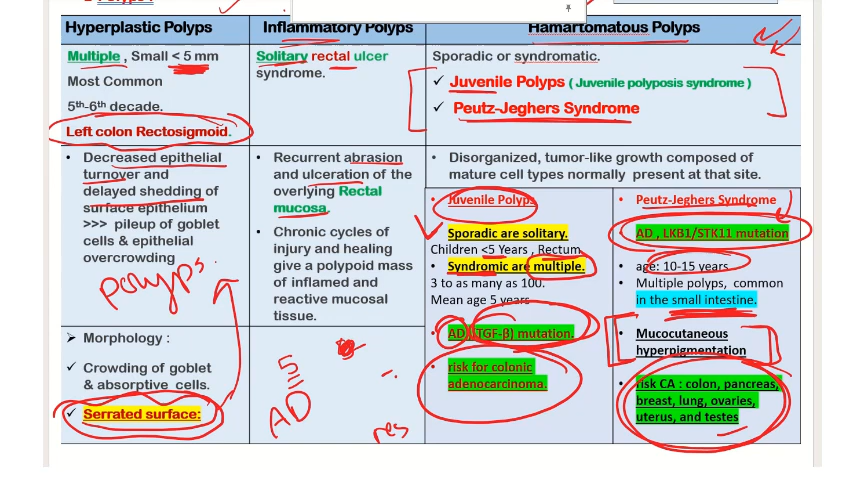 Hyperplastic Polyps
Inflammatory Polyps
Hamartomatous Polyps
Multiple , Small < 5 mm
Most Common
5th-6th decade.
Left colon Rectosigmoid.
Solitary rectal ulcer
syndrome.
Sporadic or syndromatic.
✓ Juvenile Polyps ( Juvenile polyposis syndrome )
✓ Peutz-Jeghers Syndrome
• Decreased epithelial
turnover and
delayed shedding of
surface epithelium
>>> pileup of goblet
cells & epithelial
overcrowding .
polyps
• Recurrent abrasion
and ulceration of the
overlying Rectal
mucosa.
• Chronic cycles of
injury and healing
give a polypoid mass
of inflamed and
reactive mucosal
tissue.
• Disorganized, tumor-like growth composed of
mature cell types normally present at that site.
• Juvenile Polyps
Sporadic are solitary.
Children <5 Years , Rectum
• Syndromic are multiple.
3 to as many as 100.
Mean age 5 years
• AD (TGF-β) mutation.
• risk for colonic
adenocarcinoma.
• Peutz-Jeghers Syndrome
AD , LKB1/STK11 mutation
• age: 10-15 years
• Multiple polyps, common
in the small intestine.
• Mucocutaneous
hyperpigmentation
• risk CA : colon, pancreas,
breast, lung, ovaries,
uterus, and testes
➤ Morphology :
✓ Crowding of goblet
& absorptive cells.
✓ Serrated surface:
5
AD
res